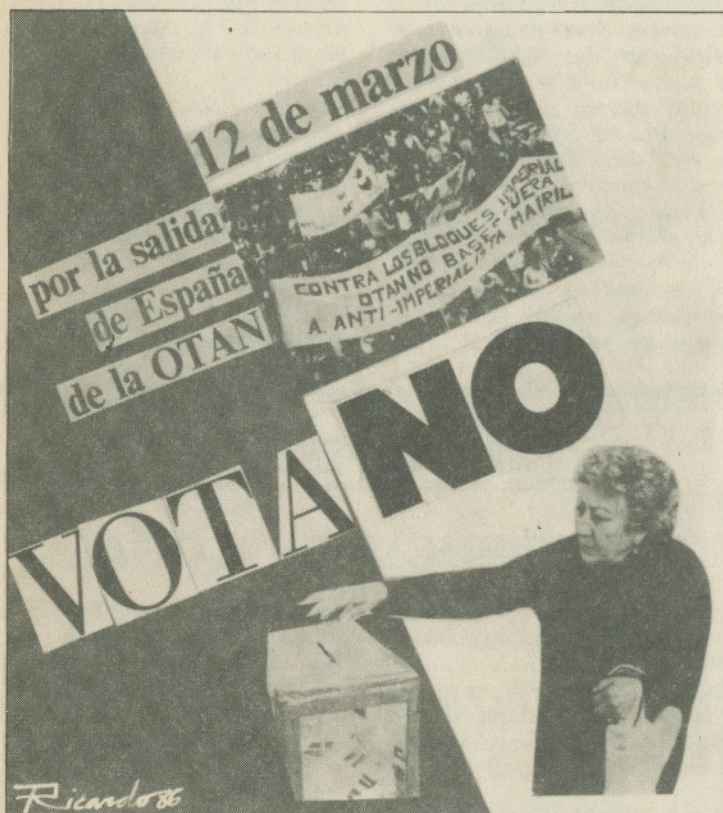 12 de marzo
por la salida
de España
de la OTAN
CONTRA LOS BLOQUES
OTAN NO BASES FUERA
A. ANTI-IMPERIALISTA MADRID
VOTA NO
Ricardo 86